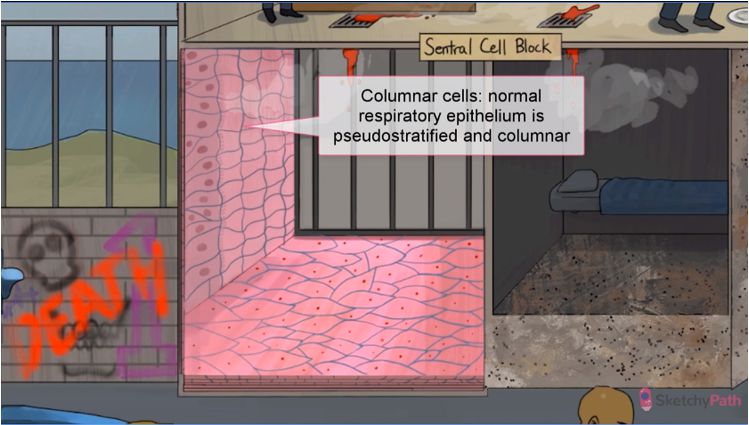 Sentral Cell Block
Columnar cells: normal
respiratory epithelium is
pseudostratified and columnar
DEATH
SketchyPath